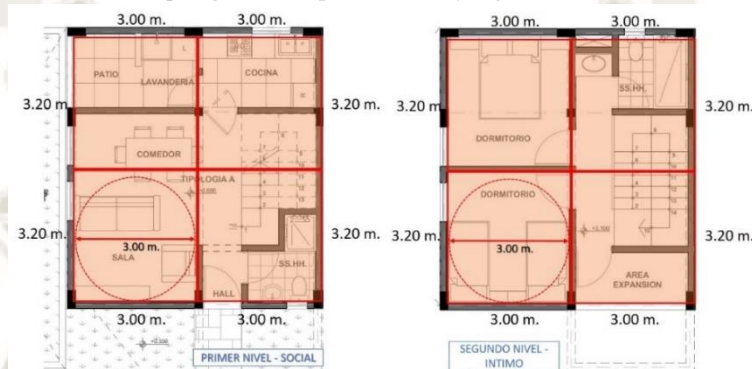 3.00 m. 3.00 m. 3.00 m. 3.00 m.
PATIO
LAVANDERIA
COCINA
SS.HH.
3.20 m. 3.20 m. 3.20 m. 3.20 m.
DORMITORIO
COMEDOR
TIPOLOGIA A
DORMITORIO
3.20 m. 3.20 m. 3.20 m. 3.20 m.
3.00 m. 3.00 m.
SALA
SS.HH.
AREA
EXPANSION
HALL
3.00 m. 3.00 m. 3.00 m. 3.00 m.
PRIMER NIVEL - SOCIAL
SEGUNDO NIVEL -
INTIMO